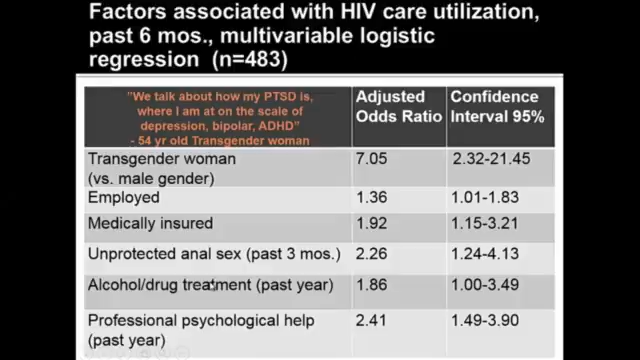 Factors associated with HIV care utilization,
past 6 mos., multivariable logistic
regression (n=483)
"We talk about how my PTSD is,
where I am at on the scale of
depression, bipolar, ADHD"
- 54 yr old Transgender woman
Adjusted
Odds Ratio
Confidence
Interval 95%
Transgender woman
(vs. male gender)
7.05
2.32-21.45
Employed
1.36
1.01-1.83
Medically insured
1.92
1.15-3.21
Unprotected anal sex (past 3 mos.)
2.26
1.24-4.13
Alcohol/drug treatment (past year)
1.86
1.00-3.49
Professional psychological help
(past year)
2.41
1.49-3.90